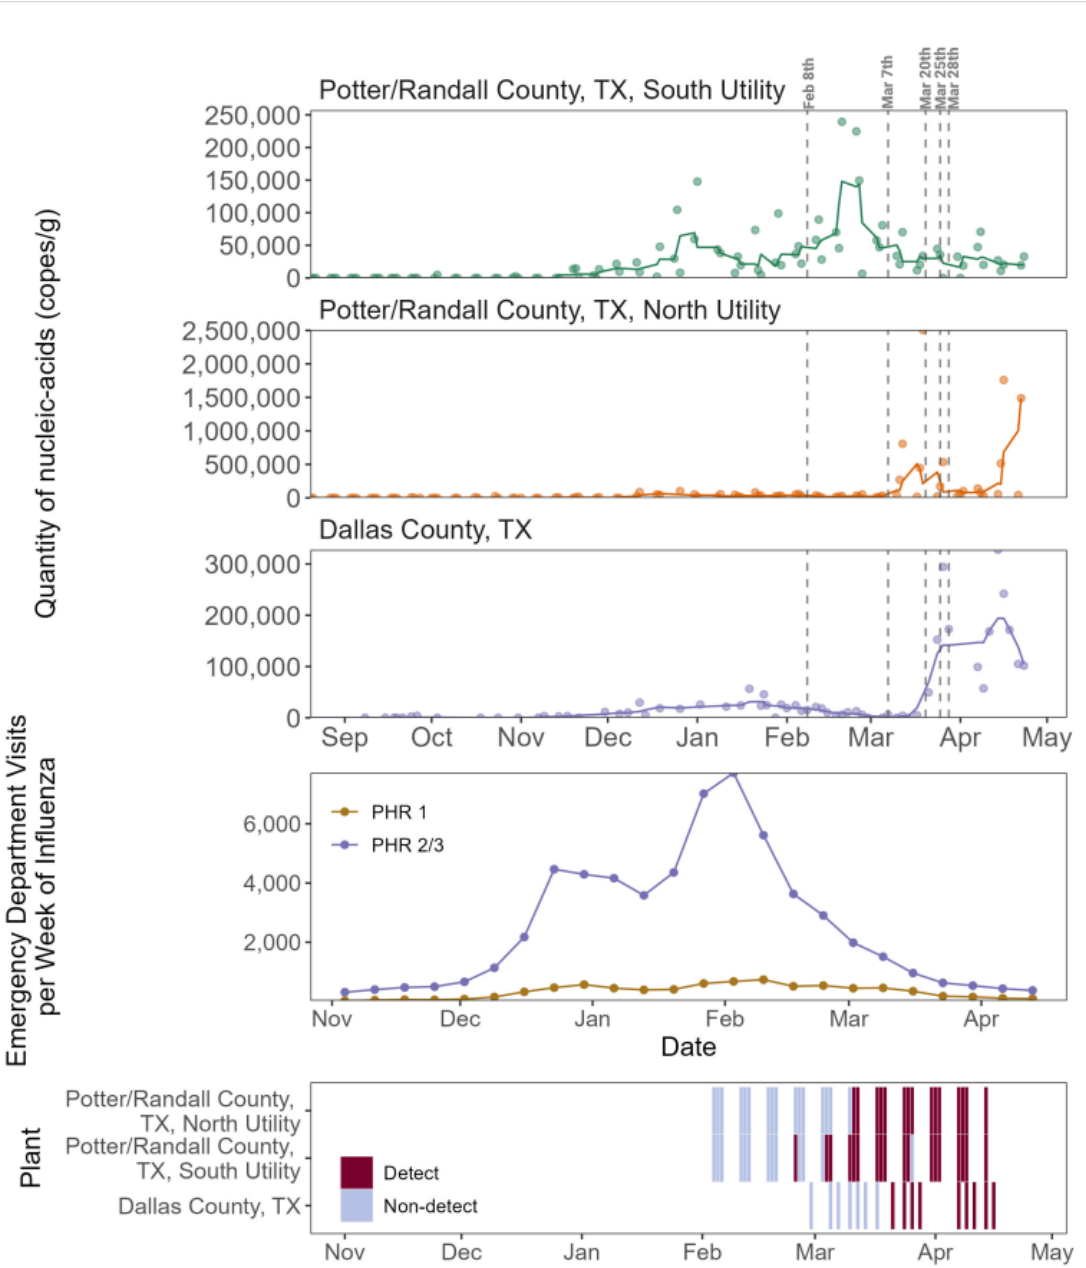 Feb 8th
Mar 7th
Mar 20th
Mar 25th
Mar 28th
Potter/Randall County, TX, South Utility
250,000
200,000
150,000
100,000
50,000
0
Potter/Randall County, TX, North Utility
2,500,000
2,000,000
1,500,000
1,000,000
500,000
0
Quantity of nucleic-acids (copes/g)
Dallas County, TX
300,000
200,000
100,000
0
Sep Oct Nov Dec Jan Feb Mar Apr May
Emergency Department Visits
per Week of Influenza
PHR 1
PHR 2/3
6,000
4,000
2,000
Nov Dec Jan Feb Mar Apr
Date
Plant
Potter/Randall County,
TX, North Utility
Potter/Randall County,
TX, South Utility
Dallas County, TX
Detect
Non-detect
Nov Dec Jan Feb Mar Apr May